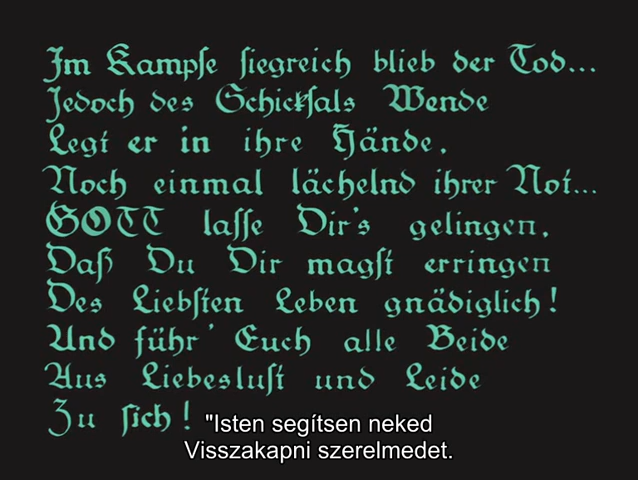 Im Kampfe siegreich blieb der Tod...
Jedoch des Schicksals Wende
Legt er in ihre Hände.
Noch einmal lächelnd ihrer Not...
GOTT lasse Dir's gelingen.
Daß Du Dir magst erringen
Des Liebsten Leben gnädiglich!
Und führ' Euch alle Beide
Aus Liebeslust und Leide
Zu sich!
"Isten segítsen neked
Visszakapni szerelmedet.